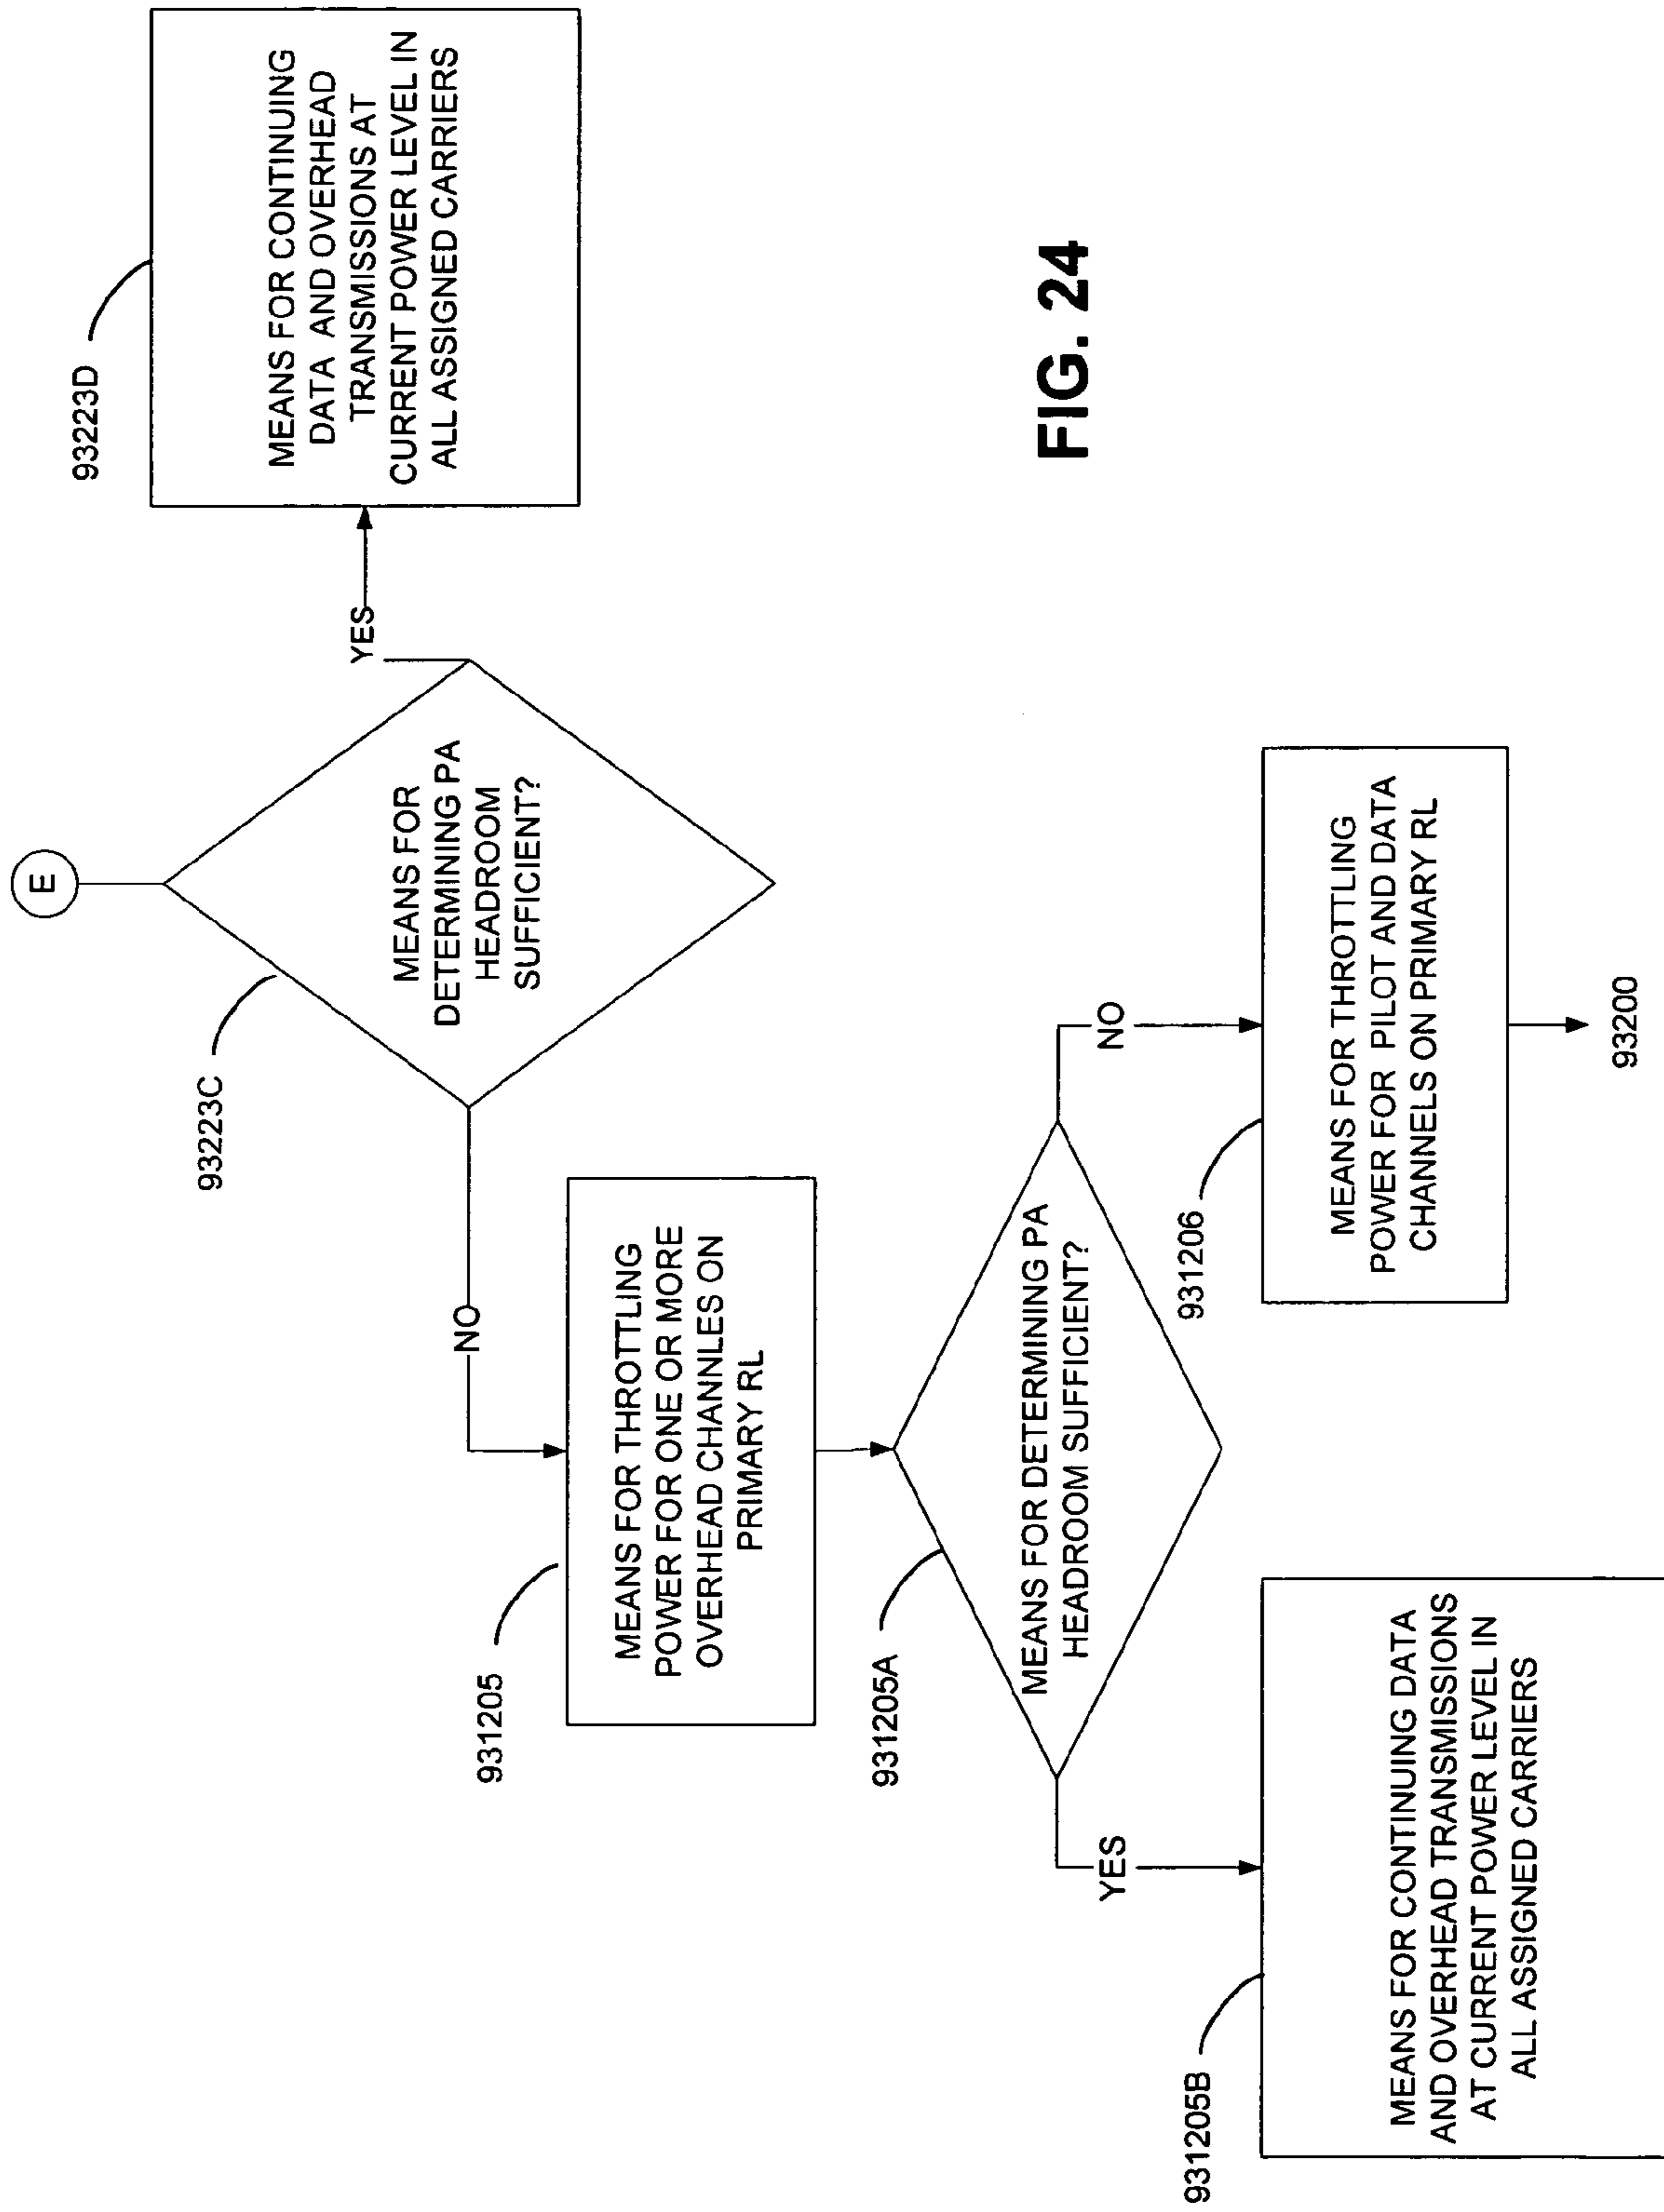 E
93223C
MEANS FOR
DETERMINING PA
HEADROOM
SUFFICIENT?
YES
93223D
MEANS FOR CONTINUING
DATA AND OVERHEAD
TRANSMISSIONS AT
CURRENT POWER LEVEL IN
ALL ASSIGNED CARRIERS
NO
931205
MEANS FOR THROTTLING
POWER FOR ONE OR MORE
OVERHEAD CHANNLES ON
PRIMARY RL
931205A
MEANS FOR DETERMINING PA
HEADROOM SUFFICIENT?
YES
NO
931205B
MEANS FOR CONTINUING DATA
AND OVERHEAD TRANSMISSIONS
AT CURRENT POWER LEVEL IN
ALL ASSIGNED CARRIERS
931206
MEANS FOR THROTTLING
POWER FOR PILOT AND DATA
CHANNELS ON PRIMARY RL
93200
FIG. 24